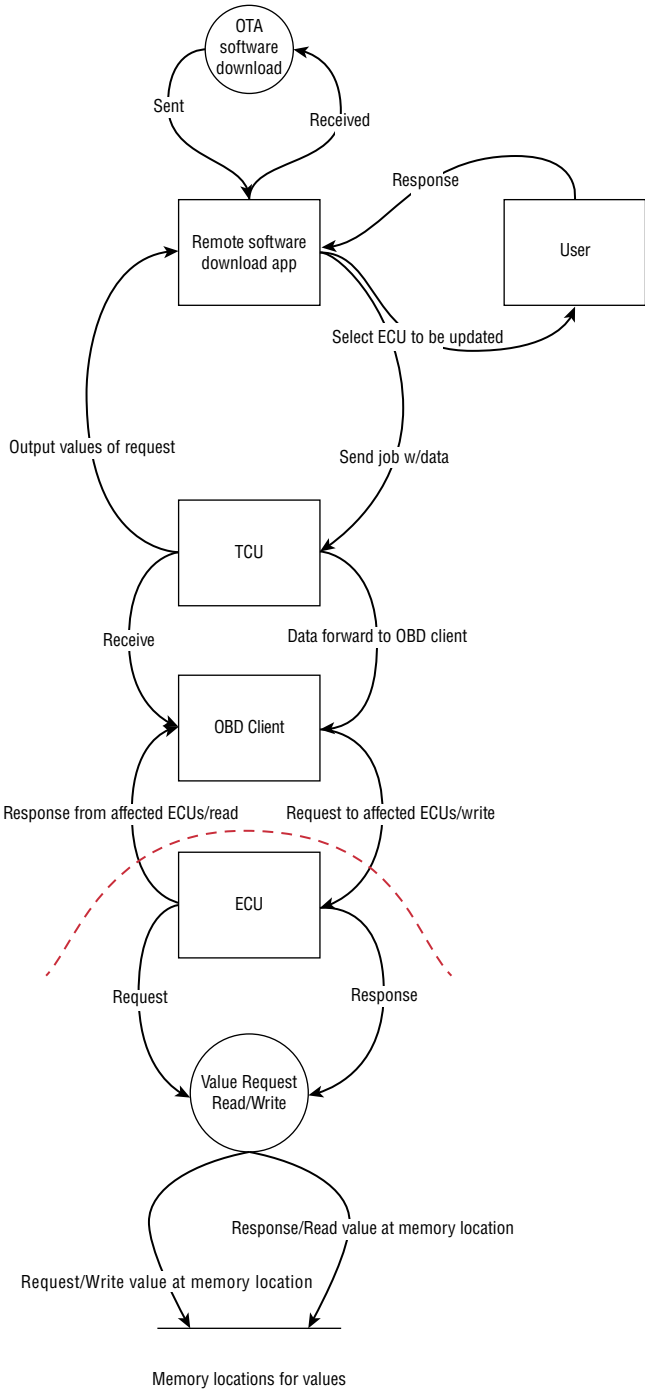 OTA
software
download
Sent
Received
Response
Remote software
download app
User
Select ECU to be updated
Output values of request
Send job w/data
TCU
Receive
Data forward to OBD client
OBD Client
Response from affected ECUs/read
Request to affected ECUs/write
ECU
Request
Response
Value Request
Read/Write
Response/Read value at memory location
Request/Write value at memory location
Memory locations for values